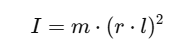 I = m · (r · l)²